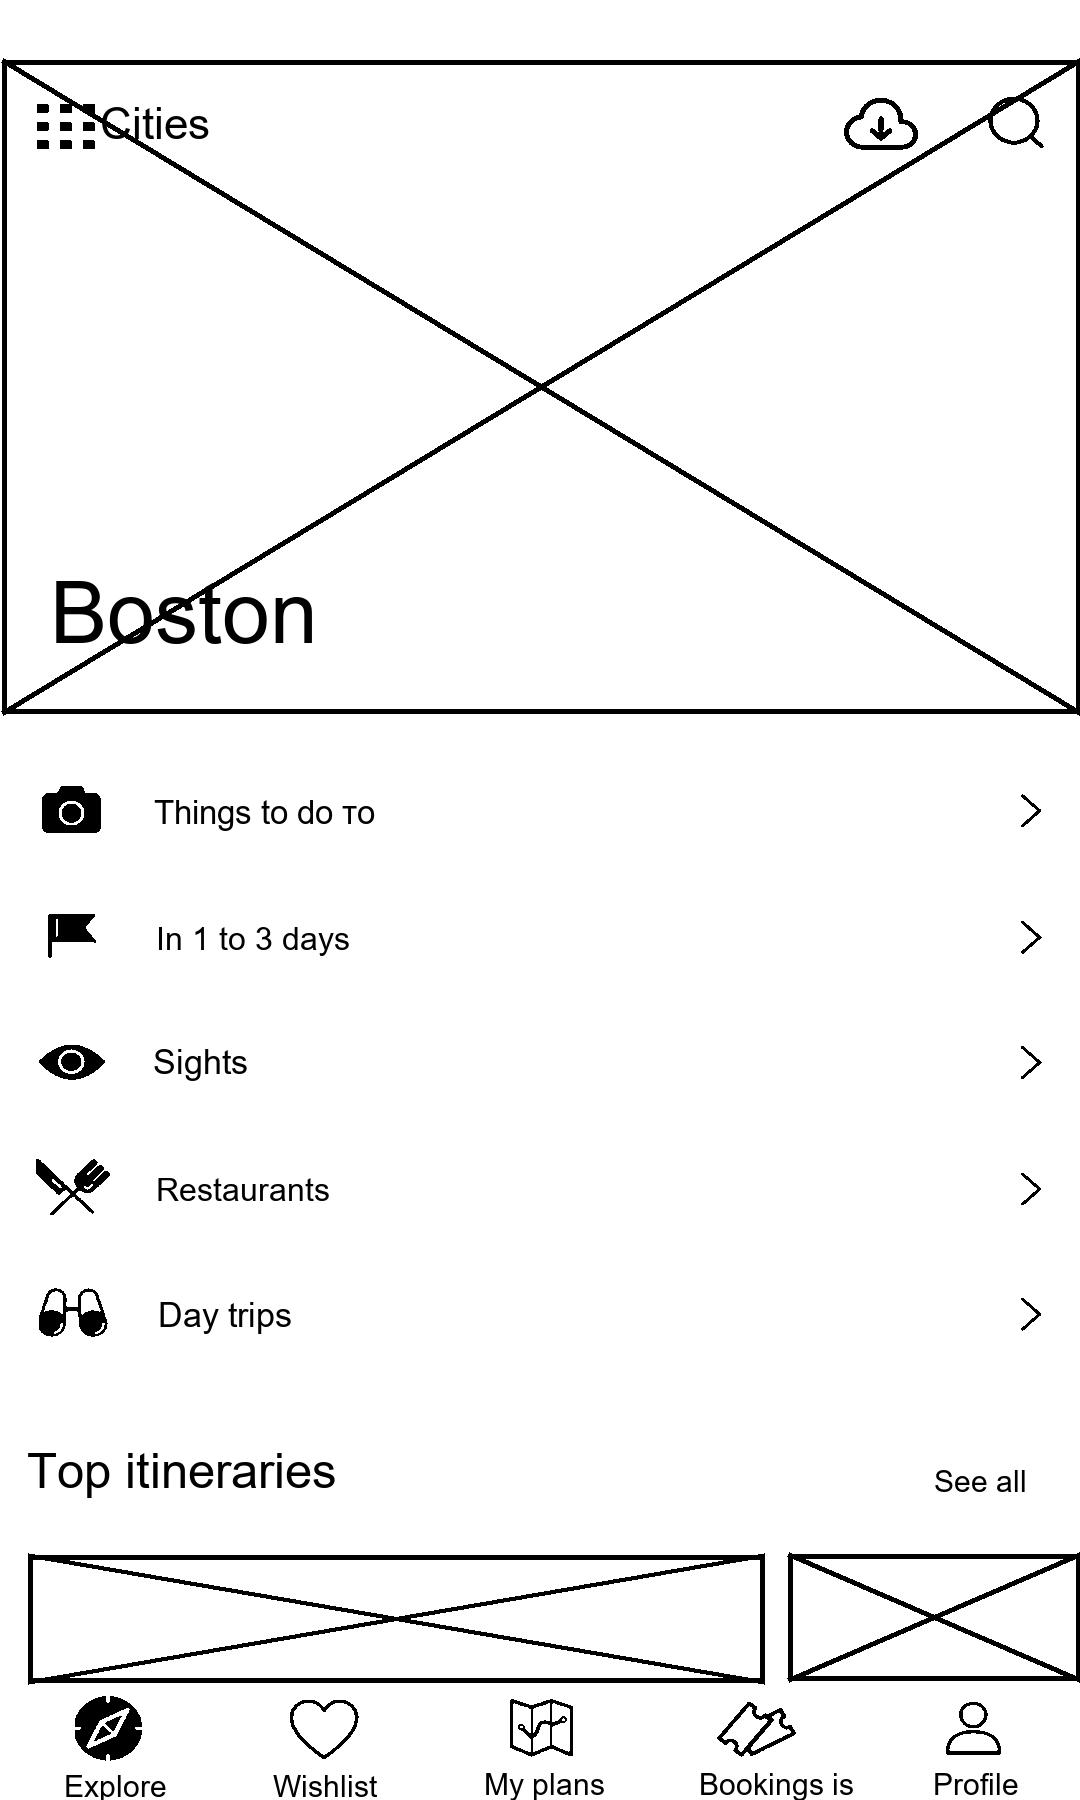 Cities
Boston
Things to do то
In 1 to 3 days
Sights
Restaurants
Day trips
Top itineraries
See all
Explore
Wishlist
My plans
Bookings is
Profile